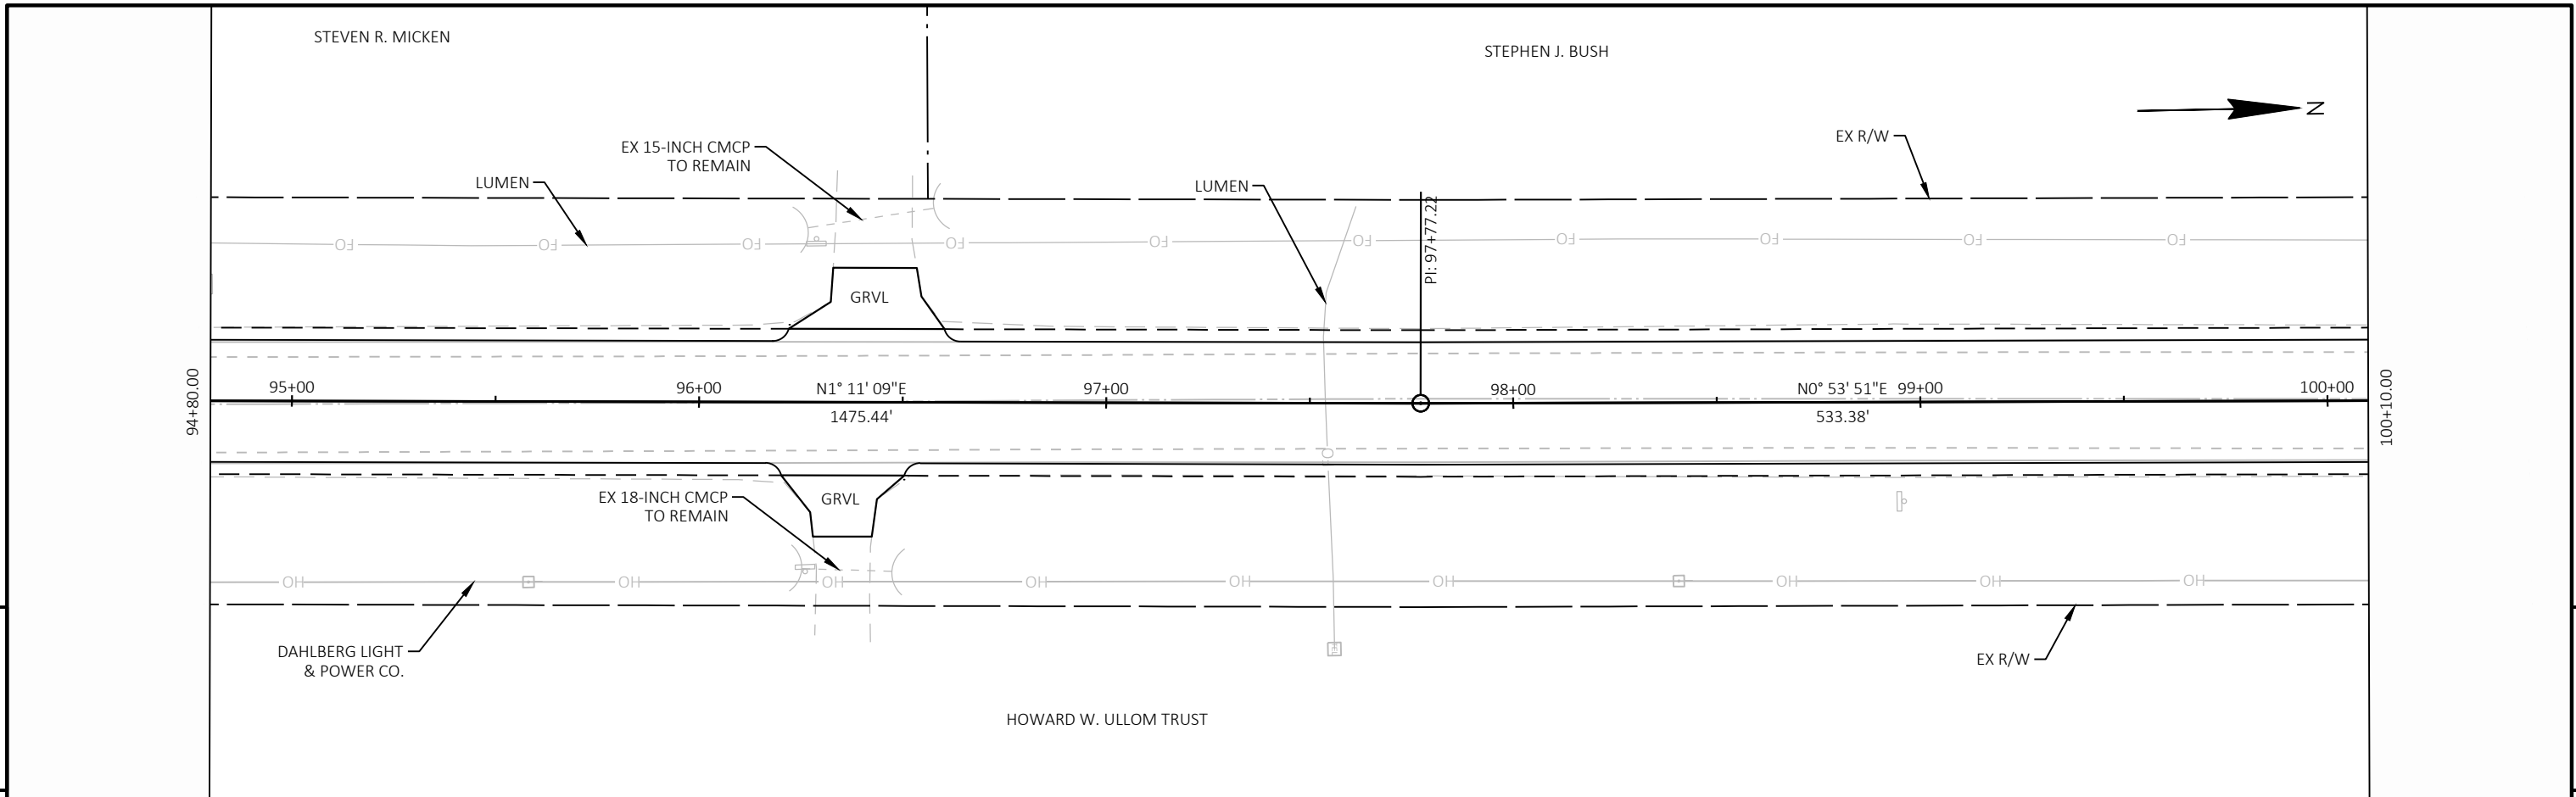 STEVEN R. MICKEN
STEPHEN J. BUSH
N
EX R/W
EX 15-INCH CMCP
TO REMAIN
LUMEN
LUMEN
PI: 97+77.22
FO FO FO FO FO FO FO FO FO FO
GRVL
94+80.00
95+00
96+00
N1° 11' 09"E
97+00
98+00
N0° 53' 51"E
99+00
100+00
100+10.00
1475.44'
533.38'
EX 18-INCH CMCP
TO REMAIN
GRVL
OH OH OH OH OH OH OH OH OH
DAHLBERG LIGHT
& POWER CO.
EX R/W
HOWARD W. ULLOM TRUST